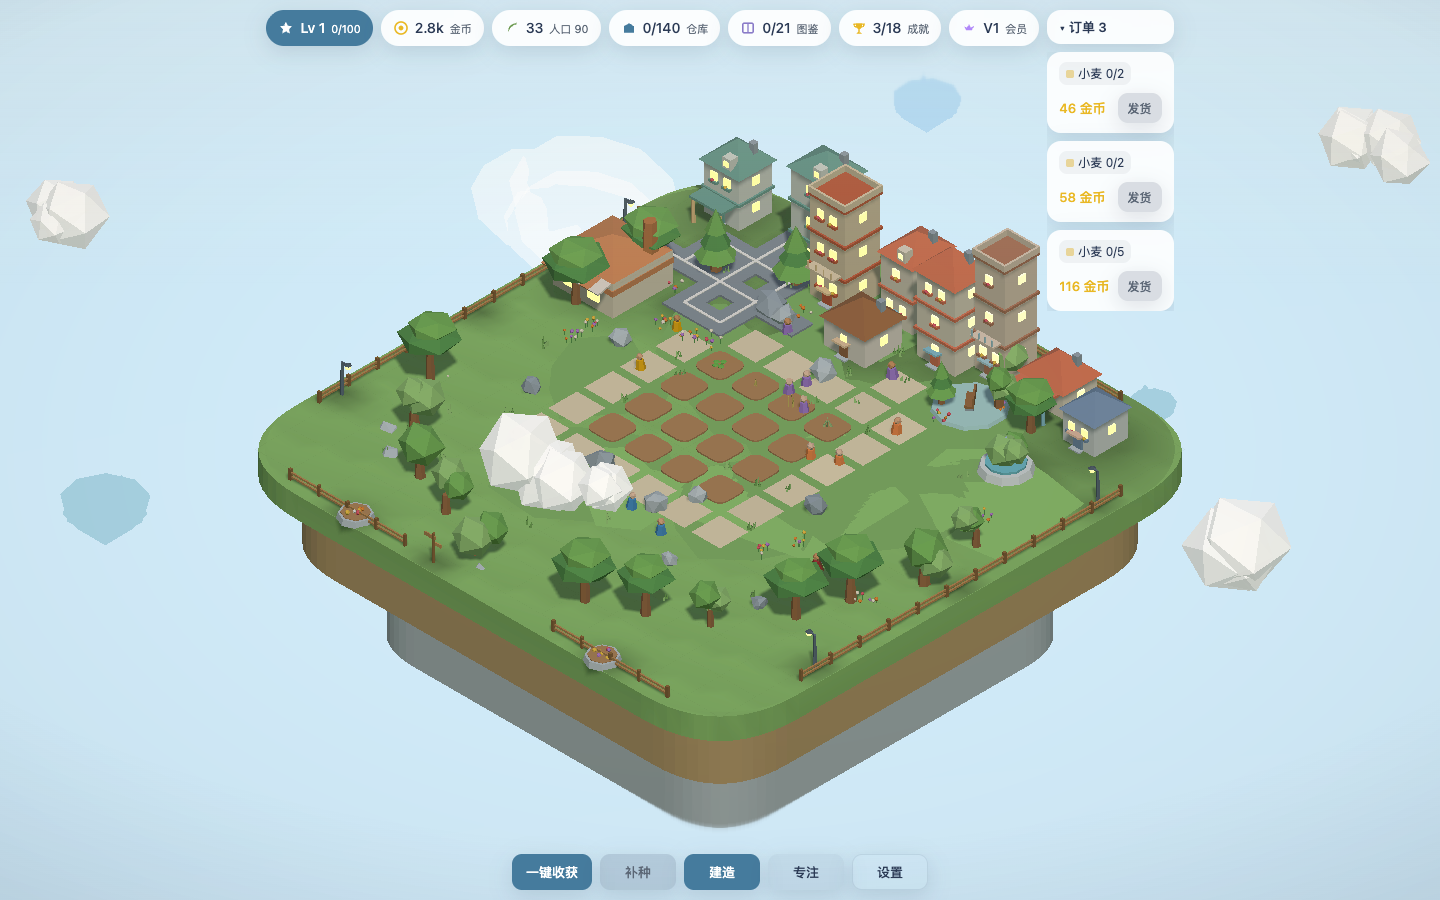 Lv 1 0/100
2.8k 金币
33 人口 90
0/140 仓库
0/21 图鉴
3/18 成就
V1 会员
▾ 订单 3
小麦 0/2
46 金币 发货
小麦 0/2
58 金币 发货
小麦 0/5
116 金币 发货
一键收获
补种
建造
专注
设置